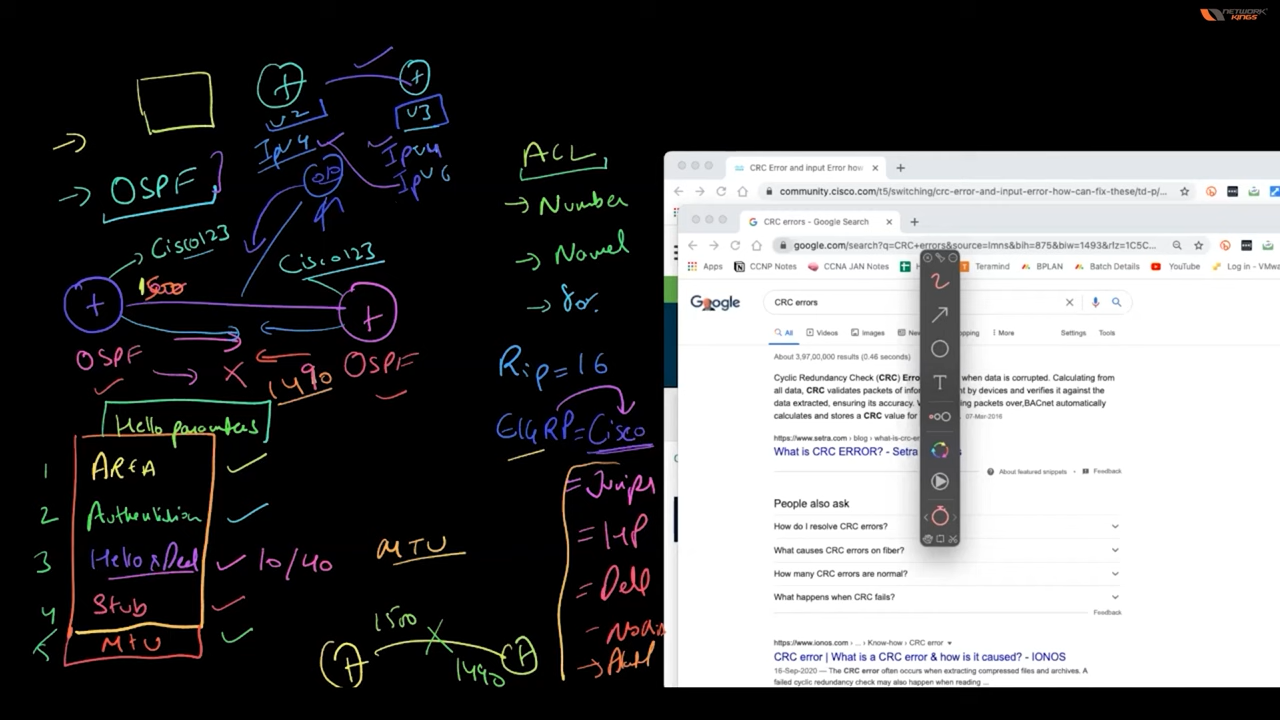 NETWORK KINGS
V2
V3
IPV4
IPV4
IPV6
→ OSPF
Cisco123
Cisco123
1490
OSPF
OSPF
Hello parameters
1 AREA
2 Authentication
3 Hello & Dead 10/40
4 Stub
5 MTU
MTU
1500
1490
ACL
→ Number
→ Named
Rip = 16
EIGRP = Cisco
= HP
= Dell
CRC Error and input Error how
community.cisco.com/t5/switching/crc-error-and-input-error-how-can-fix-these/td-p/...
CRC errors - Google Search
google.com/search?q=CRC+errors&source=lmns&bih=875&biw=1493&rlz=1C5C...
Apps
CCNP Notes
CCNA JAN Notes
Teramind
BPLAN
Batch Details
YouTube
Log in - VMwa
Google
CRC errors
All
Videos
Images
More
Settings
Tools
About 3,97,00,000 results (0.46 seconds)
Cyclic Redundancy Check (CRC) when data is corrupted. Calculating from
all data, CRC validates packets of by devices and verifies it against the
data extracted, ensuring its accuracy. packets over,BACnet automatically
calculates and stores a CRC value for 07-Mar-2016
https://www.setra.com › blog › what-is-crc-er
What is CRC ERROR? - Setra
About featured snippets
Feedback
People also ask
How do I resolve CRC errors?
What causes CRC errors on fiber?
How many CRC errors are normal?
What happens when CRC fails?
Feedback
https://www.ionos.com › ... › Know-how › CRC error
CRC error | What is a CRC error & how is it caused? - IONOS
16-Sep-2020 — The CRC error often occurs when extracting compressed files and archives. A
failed cyclic redundancy check may also happen when reading ...
T